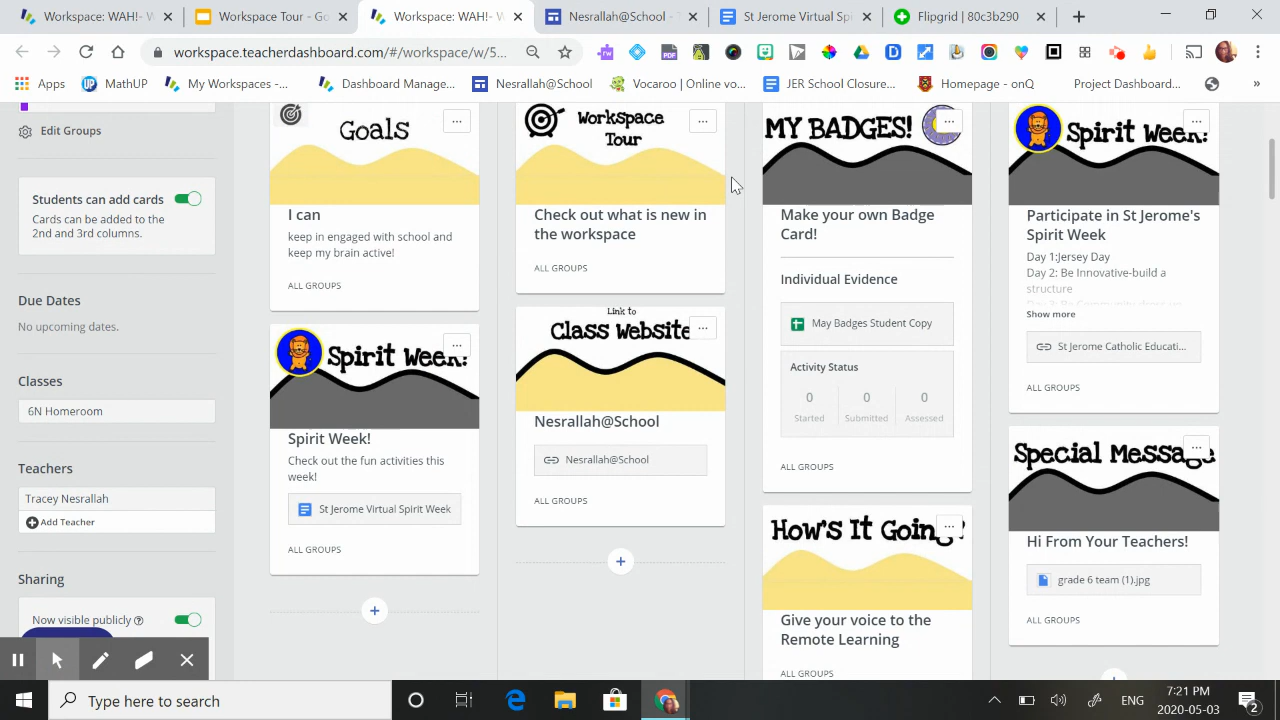 Workspace: WAH!- W
Workspace Tour - Go
Workspace: WAH!- W
Nesrallah@School - T
St Jerome Virtual Spi
Flipgrid | 80c3b290
workspace.teacherdashboard.com/#/workspace/w/5...
Apps
MathUP
My Workspaces -...
Dashboard Manage...
Nesrallah@School
Vocaroo | Online vo...
JER School Closure...
Homepage - onQ
Project Dashboard...
»
Edit Groups
Students can add cards
Cards can be added to the
2nd and 3rd columns.
Due Dates
No upcoming dates.
Classes
6N Homeroom
Teachers
Tracey Nesrallah
Add Teacher
Sharing
Now visible publicly
Goals
I can
keep in engaged with school and
keep my brain active!
ALL GROUPS
Spirit Week!
Spirit Week!
Check out the fun activities this
week!
St Jerome Virtual Spirit Week
ALL GROUPS
Workspace
Tour
Check out what is new in
the workspace
ALL GROUPS
Link to
Class Website
Nesrallah@School
Nesrallah@School
ALL GROUPS
MY BADGES!
Make your own Badge
Card!
Individual Evidence
May Badges Student Copy
Activity Status
0 0 0
Started Submitted Assessed
ALL GROUPS
How's It Going?
Give your voice to the
Remote Learning
ALL GROUPS
Spirit Week!
Participate in St Jerome's
Spirit Week
Day 1:Jersey Day
Day 2: Be Innovative-build a
structure
Show more
St Jerome Catholic Educati...
ALL GROUPS
Special Message
Hi From Your Teachers!
grade 6 team (1).jpg
ALL GROUPS
Type here to search
ENG
7:21 PM
2020-05-03
2